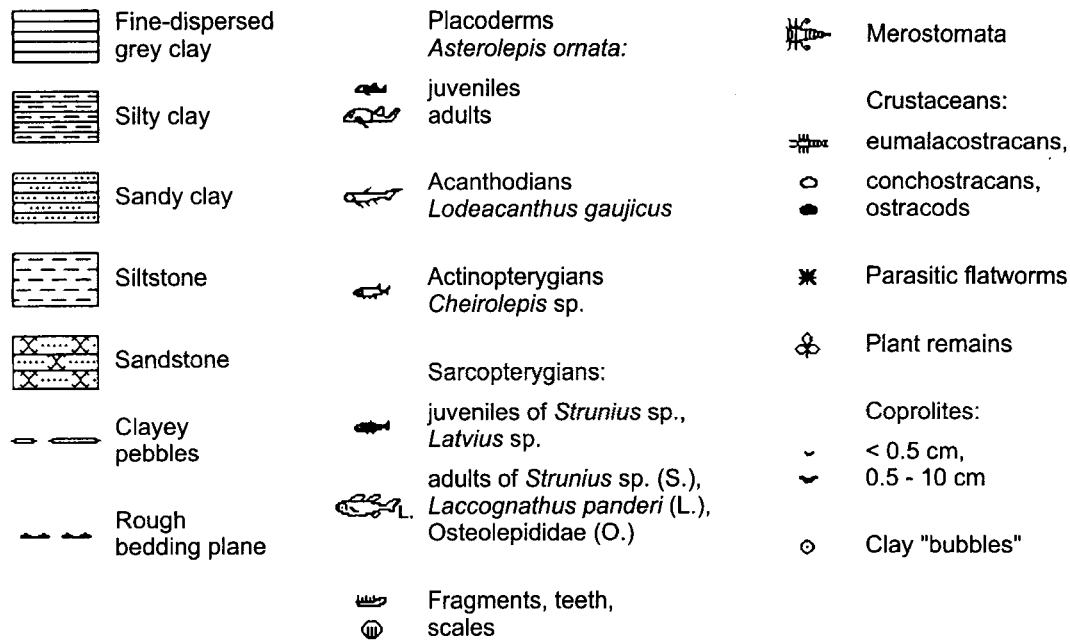 Fine-dispersed
grey clay
Silty clay
Sandy clay
Siltstone
Sandstone
Clayey
pebbles
Rough
bedding plane
Placoderms
Asterolepis ornata:
juveniles
adults
Acanthodians
Lodeacanthus gaujicus
Actinopterygians
Cheirolepis sp.
Sarcopterygians:
juveniles of Strunius sp.,
Latvius sp.
adults of Strunius sp. (S.),
L. Laccognathus panderi (L.),
Osteolepididae (O.)
Fragments, teeth,
scales
Merostomata
Crustaceans:
eumalacostracans,
conchostracans,
ostracods
Parasitic flatworms
Plant remains
Coprolites:
< 0.5 cm,
0.5 - 10 cm
Clay "bubbles"